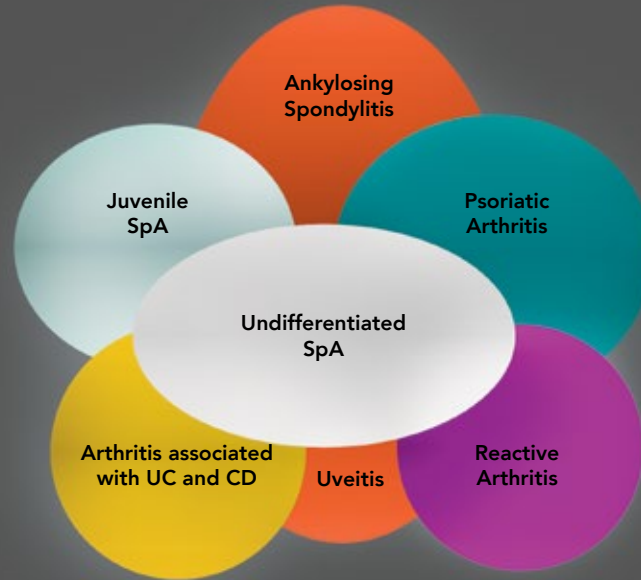 Ankylosing
Spondylitis
Juvenile
SpA
Psoriatic
Arthritis
Undifferentiated
SpA
Arthritis associated
with UC and CD
Uveitis
Reactive
Arthritis